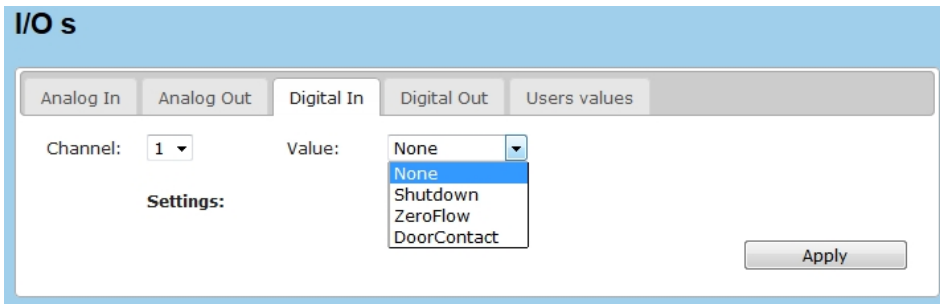 I/O s
Analog In Analog Out Digital In Digital Out Users values
Channel: 1 Value: None
None
Shutdown
Settings:
ZeroFlow
DoorContact
Apply